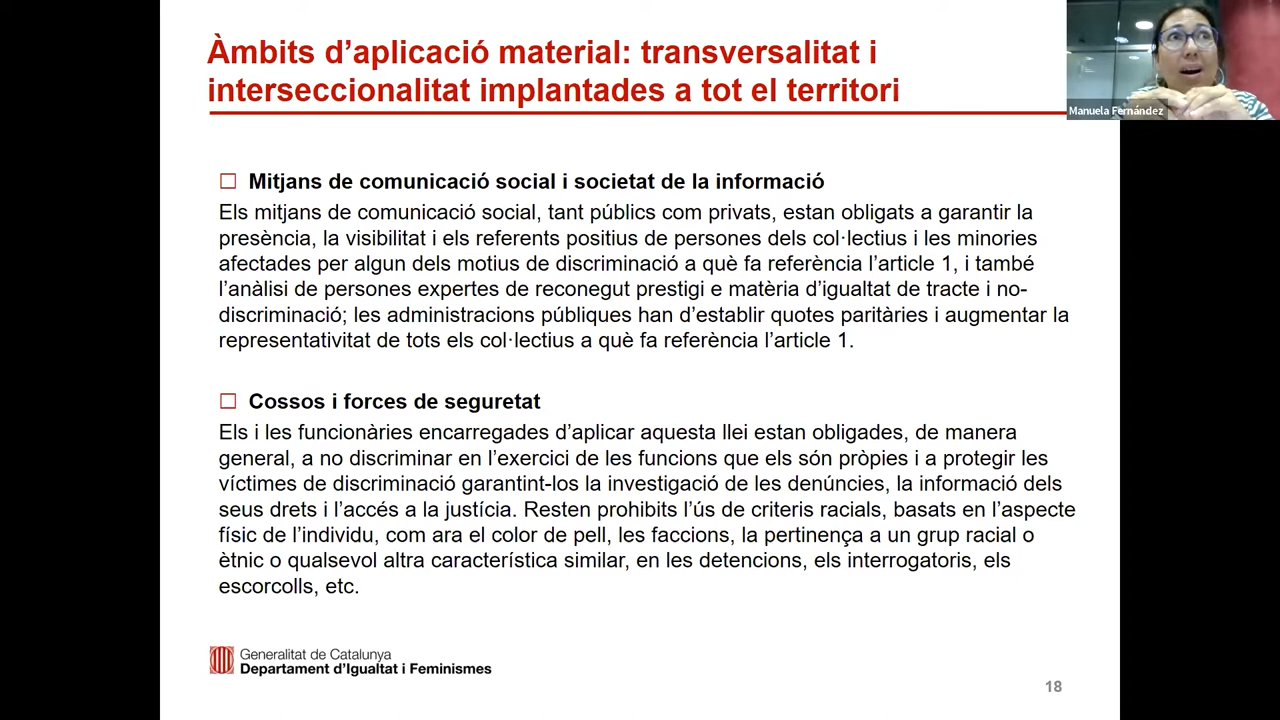 Àmbits d’aplicació material: transversalitat i
interseccionalitat implantades a tot el territori
Manuela Fernández
Mitjans de comunicació social i societat de la informació
Els mitjans de comunicació social, tant públics com privats, estan obligats a garantir la
presència, la visibilitat i els referents positius de persones dels col·lectius i les minories
afectades per algun dels motius de discriminació a què fa referència l’article 1, i també
l’anàlisi de persones expertes de reconegut prestigi e matèria d’igualtat de tracte i no-
discriminació; les administracions públiques han d’establir quotes paritàries i augmentar la
representativitat de tots els col·lectius a què fa referència l’article 1.
Cossos i forces de seguretat
Els i les funcionàries encarregades d’aplicar aquesta llei estan obligades, de manera
general, a no discriminar en l’exercici de les funcions que els són pròpies i a protegir les
víctimes de discriminació garantint-los la investigació de les denúncies, la informació dels
seus drets i l’accés a la justícia. Resten prohibits l’ús de criteris racials, basats en l’aspecte
físic de l’individu, com ara el color de pell, les faccions, la pertinença a un grup racial o
ètnic o qualsevol altra característica similar, en les detencions, els interrogatoris, els
escorcolls, etc.
Generalitat de Catalunya
Departament d’Igualtat i Feminismes
18